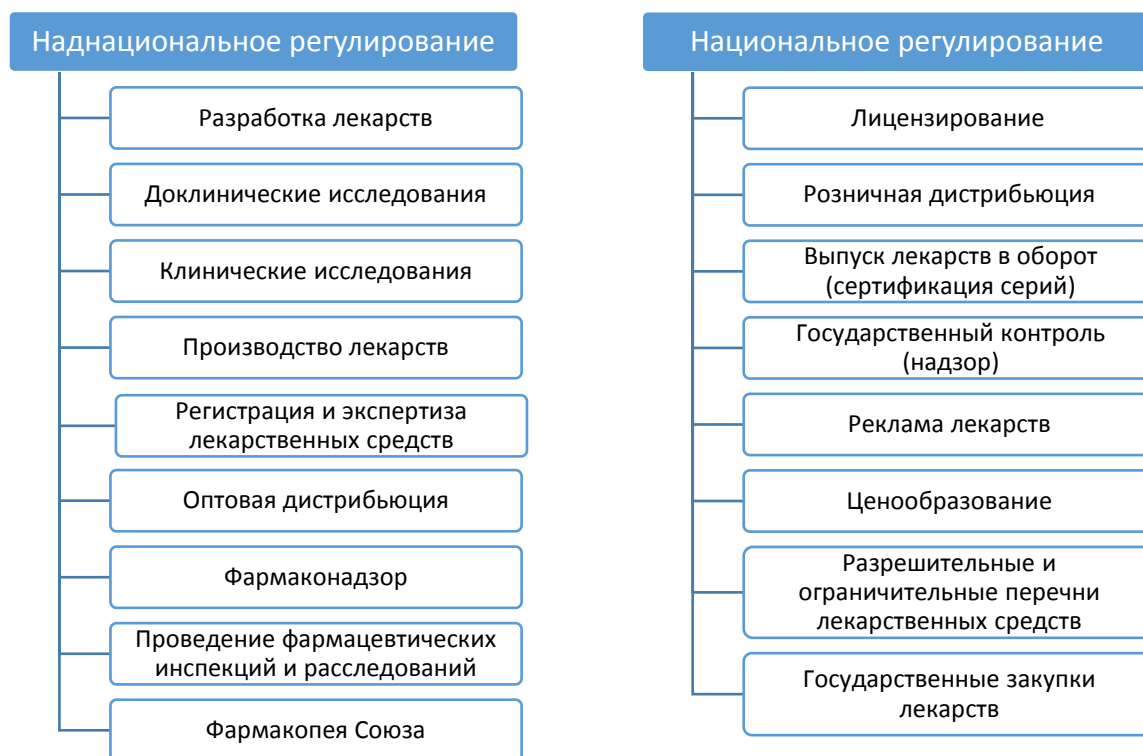 Наднациональное регулирование
Разработка лекарств
Доклинические исследования
Клинические исследования
Производство лекарств
Регистрация и экспертиза
лекарственных средств
Оптовая дистрибьюция
Фармаконадзор
Проведение фармацевтических
инспекций и расследований
Фармакопея Союза
Национальное регулирование
Лицензирование
Розничная дистрибьюция
Выпуск лекарств в оборот
(сертификация серий)
Государственный контроль
(надзор)
Реклама лекарств
Ценообразование
Разрешительные и
ограничительные перечни
лекарственных средств
Государственные закупки
лекарств